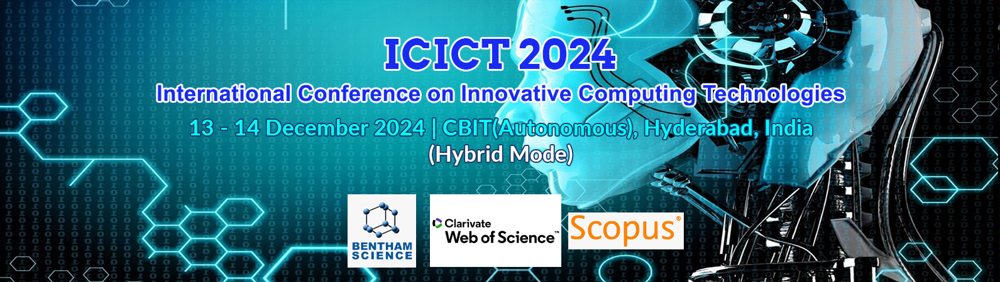 ICICT 2024
International Conference on Innovative Computing Technologies
13 - 14 December 2024 | CBIT(Autonomous), Hyderabad, India
(Hybrid Mode)
BENTHAM
SCIENCE
Clarivate
Web of Science™
Scopus®